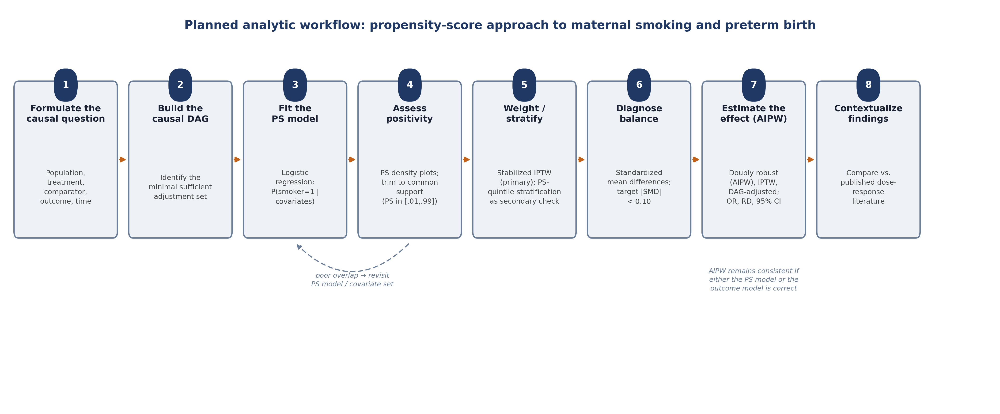 Planned analytic workflow: propensity-score approach to maternal smoking and preterm birth
1
Formulate the
causal question
Population,
treatment,
comparator,
outcome, time
2
Build the
causal DAG
Identify the
minimal sufficient
adjustment set
3
Fit the
PS model
Logistic
regression:
P(smoker=1 |
covariates)
4
Assess
positivity
PS density plots;
trim to common
support
(PS in [.01,.99])
5
Weight /
stratify
Stabilized IPTW
(primary); PS-
quintile stratification
as secondary check
6
Diagnose
balance
Standardized
mean differences;
target |SMD|
< 0.10
7
Estimate the
effect (AIPW)
Doubly robust
(AIPW), IPTW,
DAG-adjusted;
OR, RD, 95% CI
8
Contextualize
findings
Compare vs.
published dose-
response
literature
poor overlap → revisit
PS model / covariate set
AIPW remains consistent if
either the PS model or the
outcome model is correct